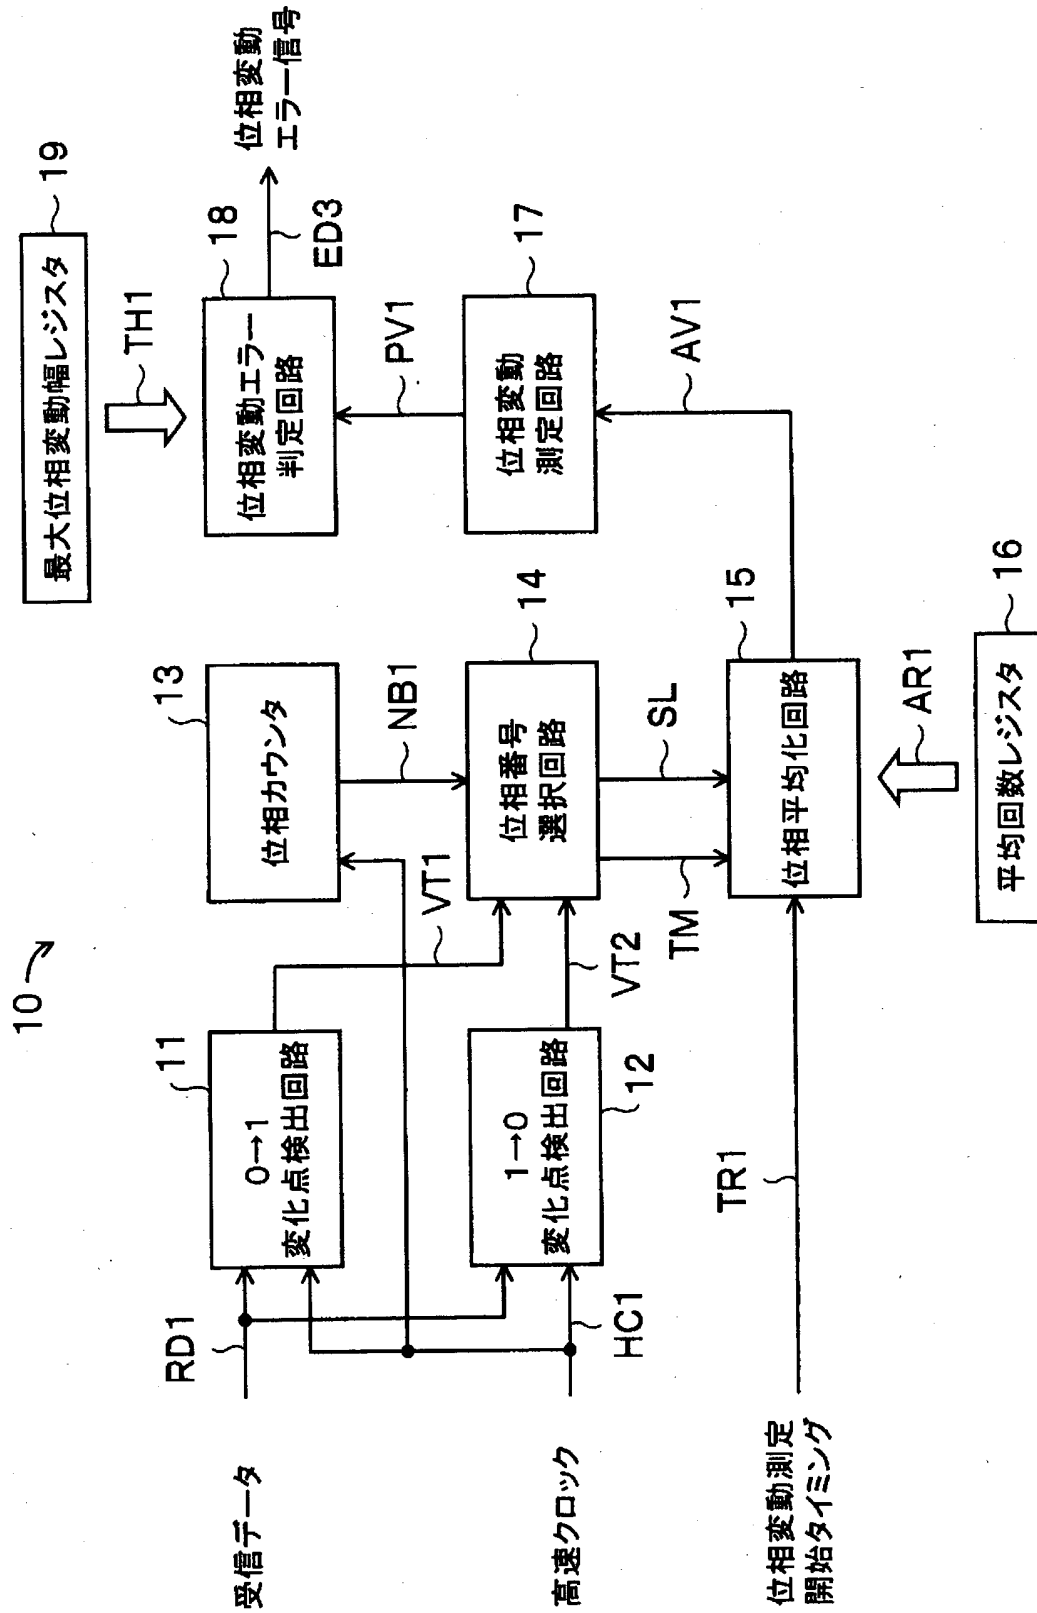 10
19
最大位相変動幅レジスタ
TH1
受信データ
RD1
11
0→1
変化点検出回路
VT1
13
位相カウンタ
NB1
18
位相変動エラー
判定回路
ED3
位相変動
エラー信号
PV1
高速クロック
HC1
1→0
変化点検出回路
12
VT2
14
位相番号
選択回路
TM
SL
17
位相変動
測定回路
AV1
位相変動測定
開始タイミング
TR1
15
位相平均化回路
AR1
16
平均回数レジスタ